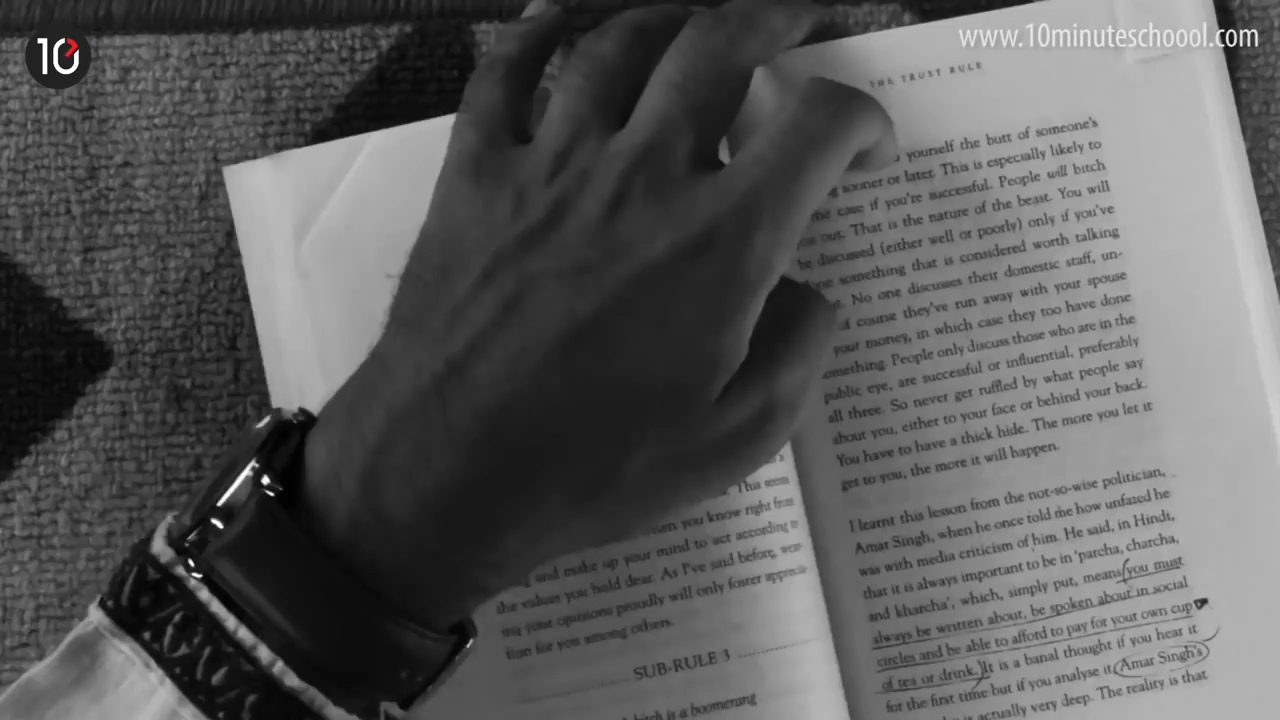 10
www.10minuteschoool.com
THE TRUST RULE
yourself the butt of someone's
sooner or later. This is especially likely to
the case if you're successful. People will bitch
out. That is the nature of the beast. You will
be discussed (either well or poorly) only if you've
something that is considered worth talking
No one discusses their domestic staff, un-
course they've run away with your spouse
your money, in which case they too have done
something. People only discuss those who are in the
public eye, are successful or influential, preferably
all three. So never get ruffled by what people say
about you, either to your face or behind your back.
You have to have a thick hide. The more you let it
get to you, the more it will happen.
I learnt this lesson from the not-so-wise politician,
Amar Singh, when he once told me how unfazed he
was with media criticism of him. He said, in Hindi,
that it is always important to be in 'parcha, charcha,
and kharcha', which, simply put, means you must
always be written about, be spoken about in social
circles and be able to afford to pay for your own cup
of tea or drink. It is a banal thought if you hear it
for the first time but if you analyse it Amar Singh's
is actually very deep. The reality is that
This seem
you know right from
and make up your mind to act according to
the values you hold dear. As I've said before,
your opinions proudly will only foster apprecia-
tion for you among others.
SUB-RULE 3
bitch is a boomerang